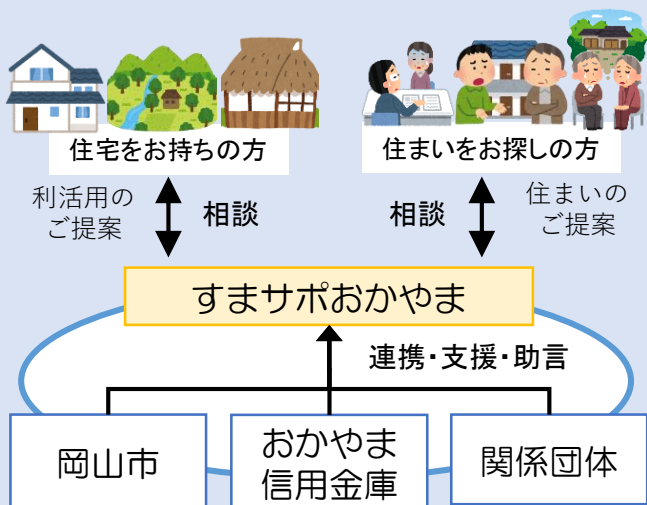 住宅をお持ちの方
住まいをお探しの方
利活用の
ご提案
相談
相談
住まいの
ご提案
すまサポおかやま
連携・支援・助言
岡山市
おかやま
信用金庫
関係団体